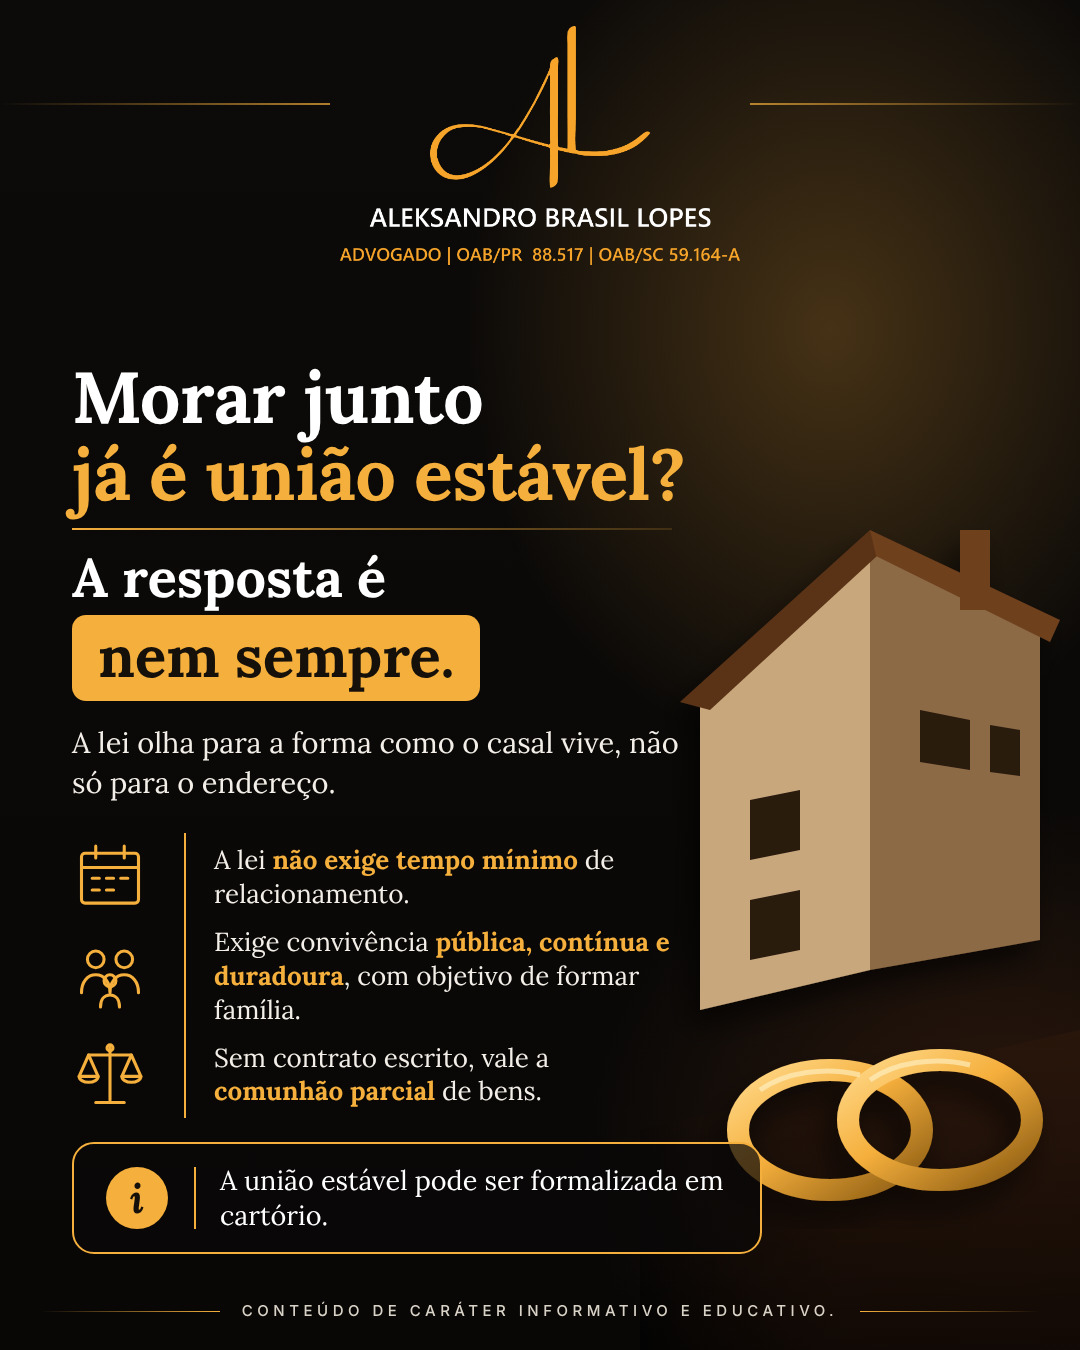 AL
ALEKSANDRO BRASIL LOPES
ADVOGADO | OAB/PR 88.517 | OAB/SC 59.164-A
Morar junto
já é união estável?
A resposta é
nem sempre.
A lei olha para a forma como o casal vive, não
só para o endereço.
A lei não exige tempo mínimo de
relacionamento.
Exige convivência pública, contínua e
duradoura, com objetivo de formar
família.
Sem contrato escrito, vale a
comunhão parcial de bens.
i
A união estável pode ser formalizada em
cartório.
CONTEÚDO DE CARÁTER INFORMATIVO E EDUCATIVO.